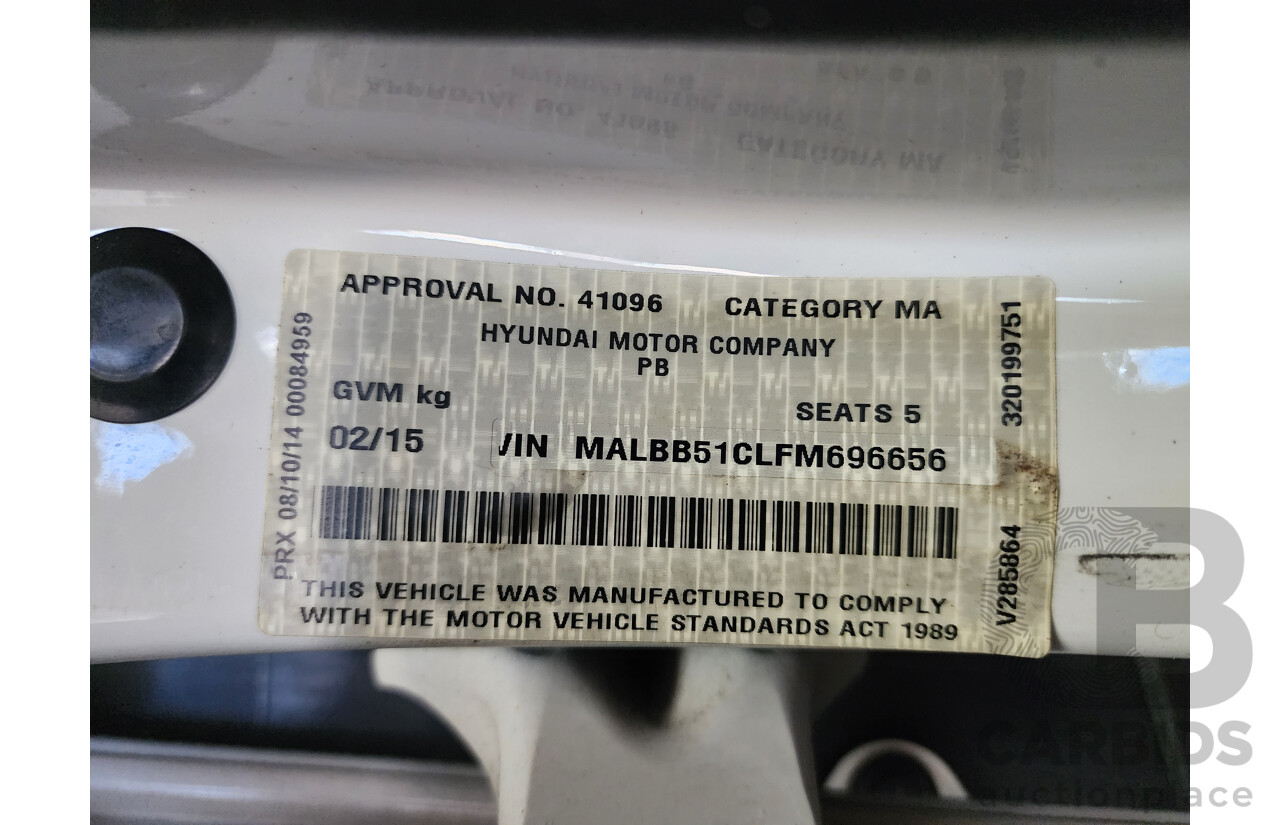 APPROVAL NO. 41096 CATEGORY MA
HYUNDAI MOTOR COMPANY
PB
GVM kg
SEATS 5
02/15
VIN MALBB51CLFM696656
THIS VEHICLE WAS MANUFACTURED TO COMPLY
WITH THE MOTOR VEHICLE STANDARDS ACT 1989
PRX 08/10/14 00084959
320199751
V285864
B
CARBIDS
auctionplace